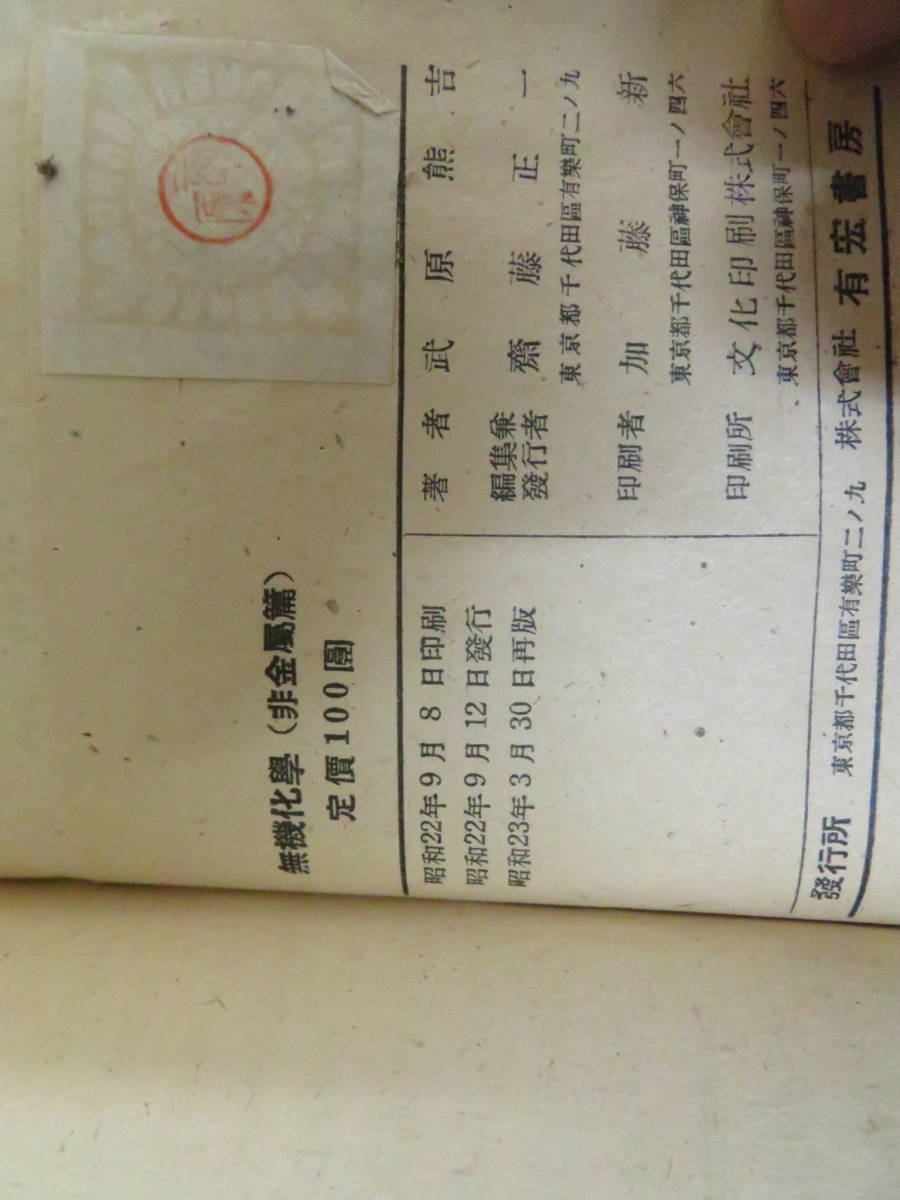 無機化學（非金屬篇）
定價100圓
昭和22年9月8日印刷
昭和22年9月12日發行
昭和23年3月30日再版
著者 武原熊吉
編集兼發行者 齋藤正一
東京都千代田區有樂町二ノ九
印刷者 加藤新
東京都千代田區神保町一ノ四六
印刷所 文化印刷株式會社
東京都千代田區神保町一ノ四六
發行所 東京都千代田區有樂町二ノ九 株式會社 有宏書房